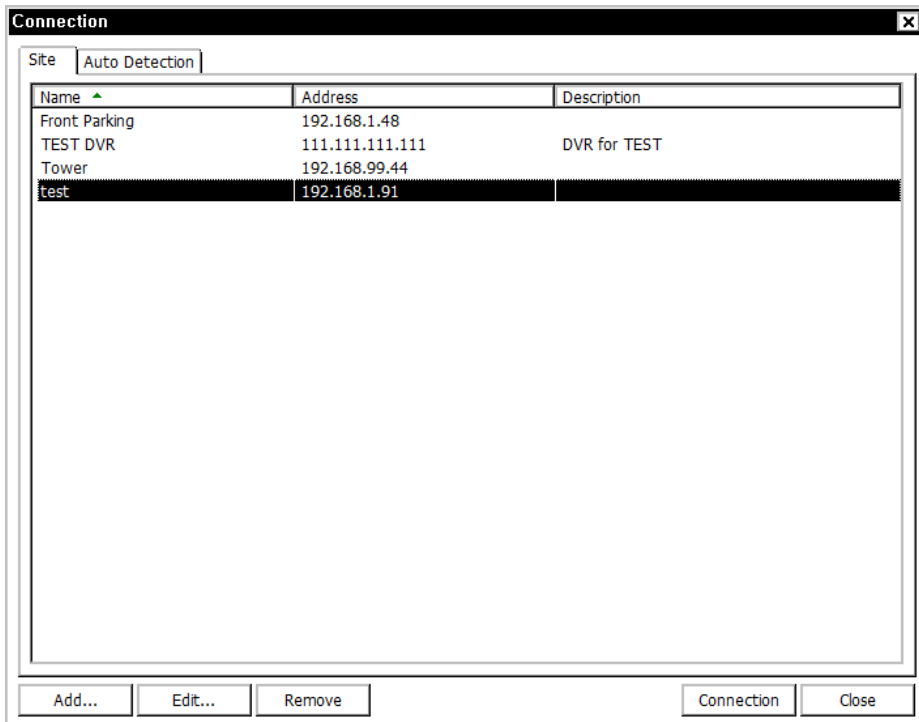 Connection
Site Auto Detection
Name Address Description
Front Parking 192.168.1.48
TEST DVR 111.111.111.111 DVR for TEST
Tower 192.168.99.44
test 192.168.1.91
Add... Edit... Remove Connection Close